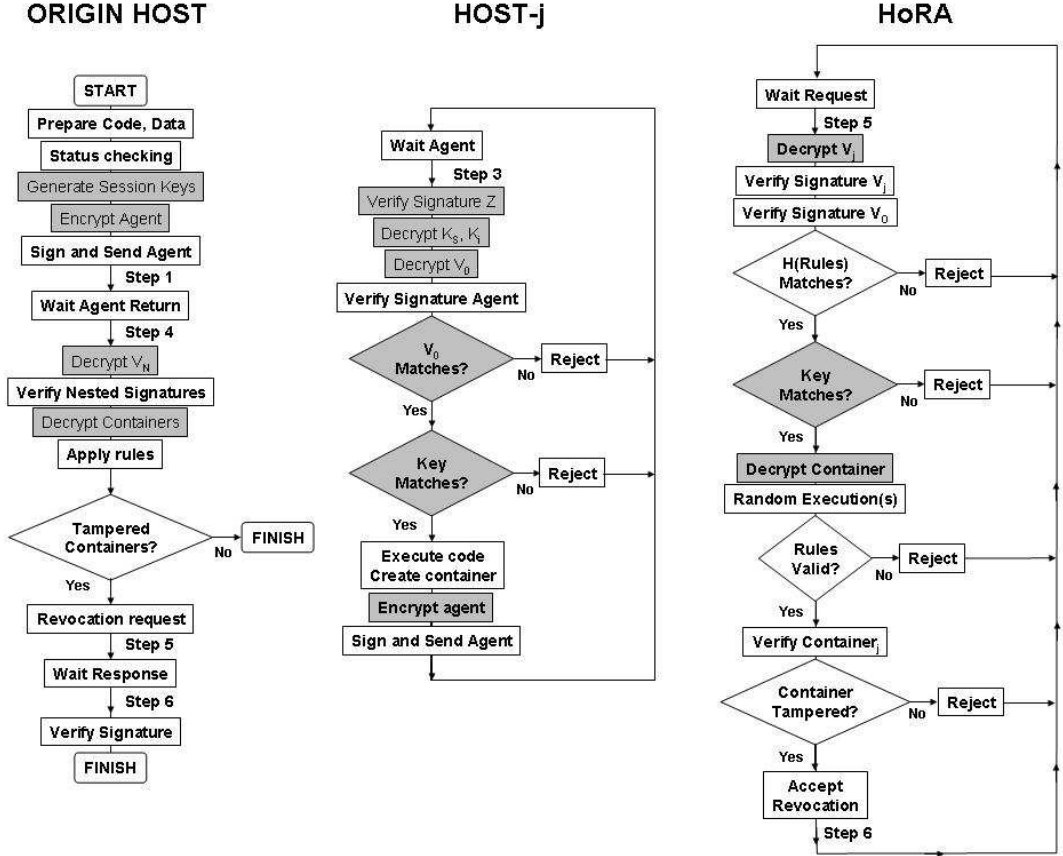 ORIGIN HOST
START
Prepare Code, Data
Status checking
Generate Session Keys
Encrypt Agent
Sign and Send Agent
Step 1
Wait Agent Return
Step 4
Decrypt V_N
Verify Nested Signatures
Decrypt Containers
Apply rules
Tampered
Containers?
No
FINISH
Yes
Revocation request
Step 5
Wait Response
Step 6
Verify Signature
FINISH
HOST-j
Wait Agent
Step 3
Verify Signature Z
Decrypt K_S, K_i
Decrypt V_0
Verify Signature Agent
V_0
Matches?
No
Reject
Yes
Key
Matches?
No
Reject
Yes
Execute code
Create container
Encrypt agent
Sign and Send Agent
HoRA
Wait Request
Step 5
Decrypt V_j
Verify Signature V_j
Verify Signature V_0
H(Rules)
Matches?
No
Reject
Yes
Key
Matches?
No
Reject
Yes
Decrypt Container
Random Execution(s)
Rules
Valid?
No
Reject
Yes
Verify Container_j
Container
Tampered?
No
Reject
Yes
Accept
Revocation
Step 6